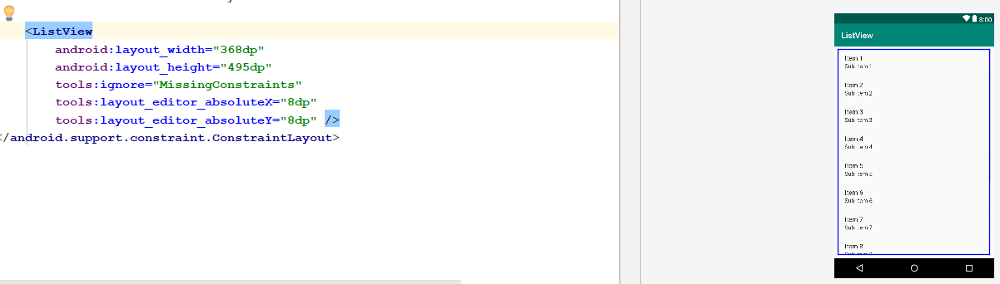 <ListView
android:layout_width="368dp"
android:layout_height="495dp"
tools:ignore="MissingConstraints"
tools:layout_editor_absoluteX="8dp"
tools:layout_editor_absoluteY="8dp" />
/android.support.constraint.ConstraintLayout>
8:00
ListView
Item 1
Sub Item 1
Item 2
Sub Item 2
Item 3
Sub Item 3
Item 4
Sub Item 4
Item 5
Sub Item 5
Item 6
Sub Item 6
Item 7
Sub Item 7
Item 8